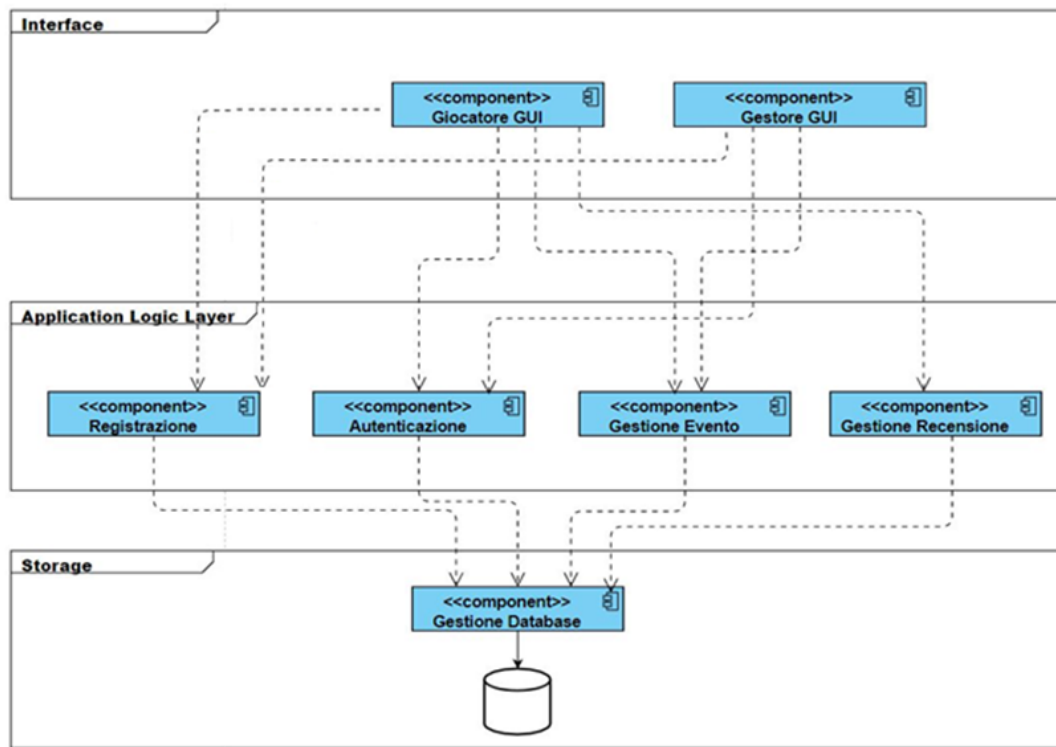 Interface
<<component>>
Giocatore GUI
<<component>>
Gestore GUI
Application Logic Layer
<<component>>
Registrazione
<<component>>
Autenticazione
<<component>>
Gestione Evento
<<component>>
Gestione Recensione
Storage
<<component>>
Gestione Database